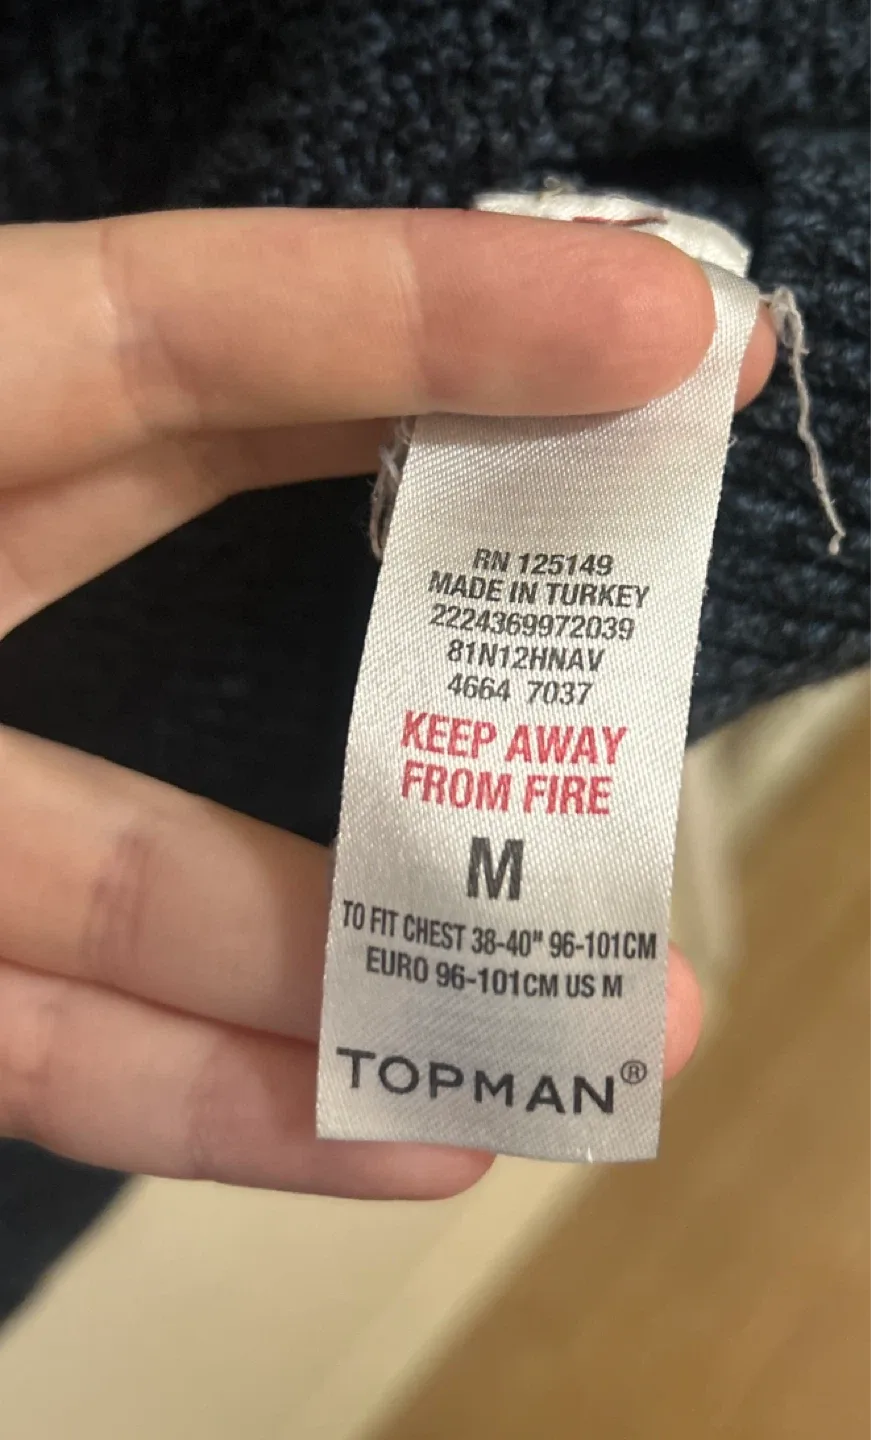 RN 125149
MADE IN TURKEY
2224369972039
81N12HNAV
4664 7037
KEEP AWAY
FROM FIRE
M
TO FIT CHEST 38-40" 96-101CM
EURO 96-101CM US M
TOPMAN®